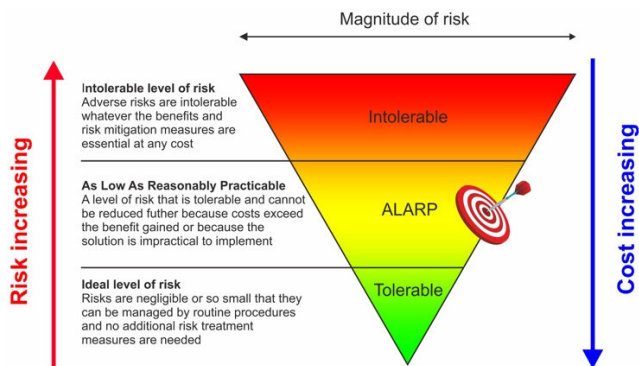 Magnitude of risk
Risk increasing
Intolerable level of risk
Adverse risks are intolerable
whatever the benefits and
risk mitigation measures are
essential at any cost
Intolerable
As Low As Reasonably Practicable
A level of risk that is tolerable and cannot
be reduced futher because costs exceed
the benefit gained or because the
solution is impractical to implement
ALARP
Ideal level of risk
Risks are negligible or so small that they
can be managed by routine procedures
and no additional risk treatment
measures are needed
Tolerable
Cost increasing